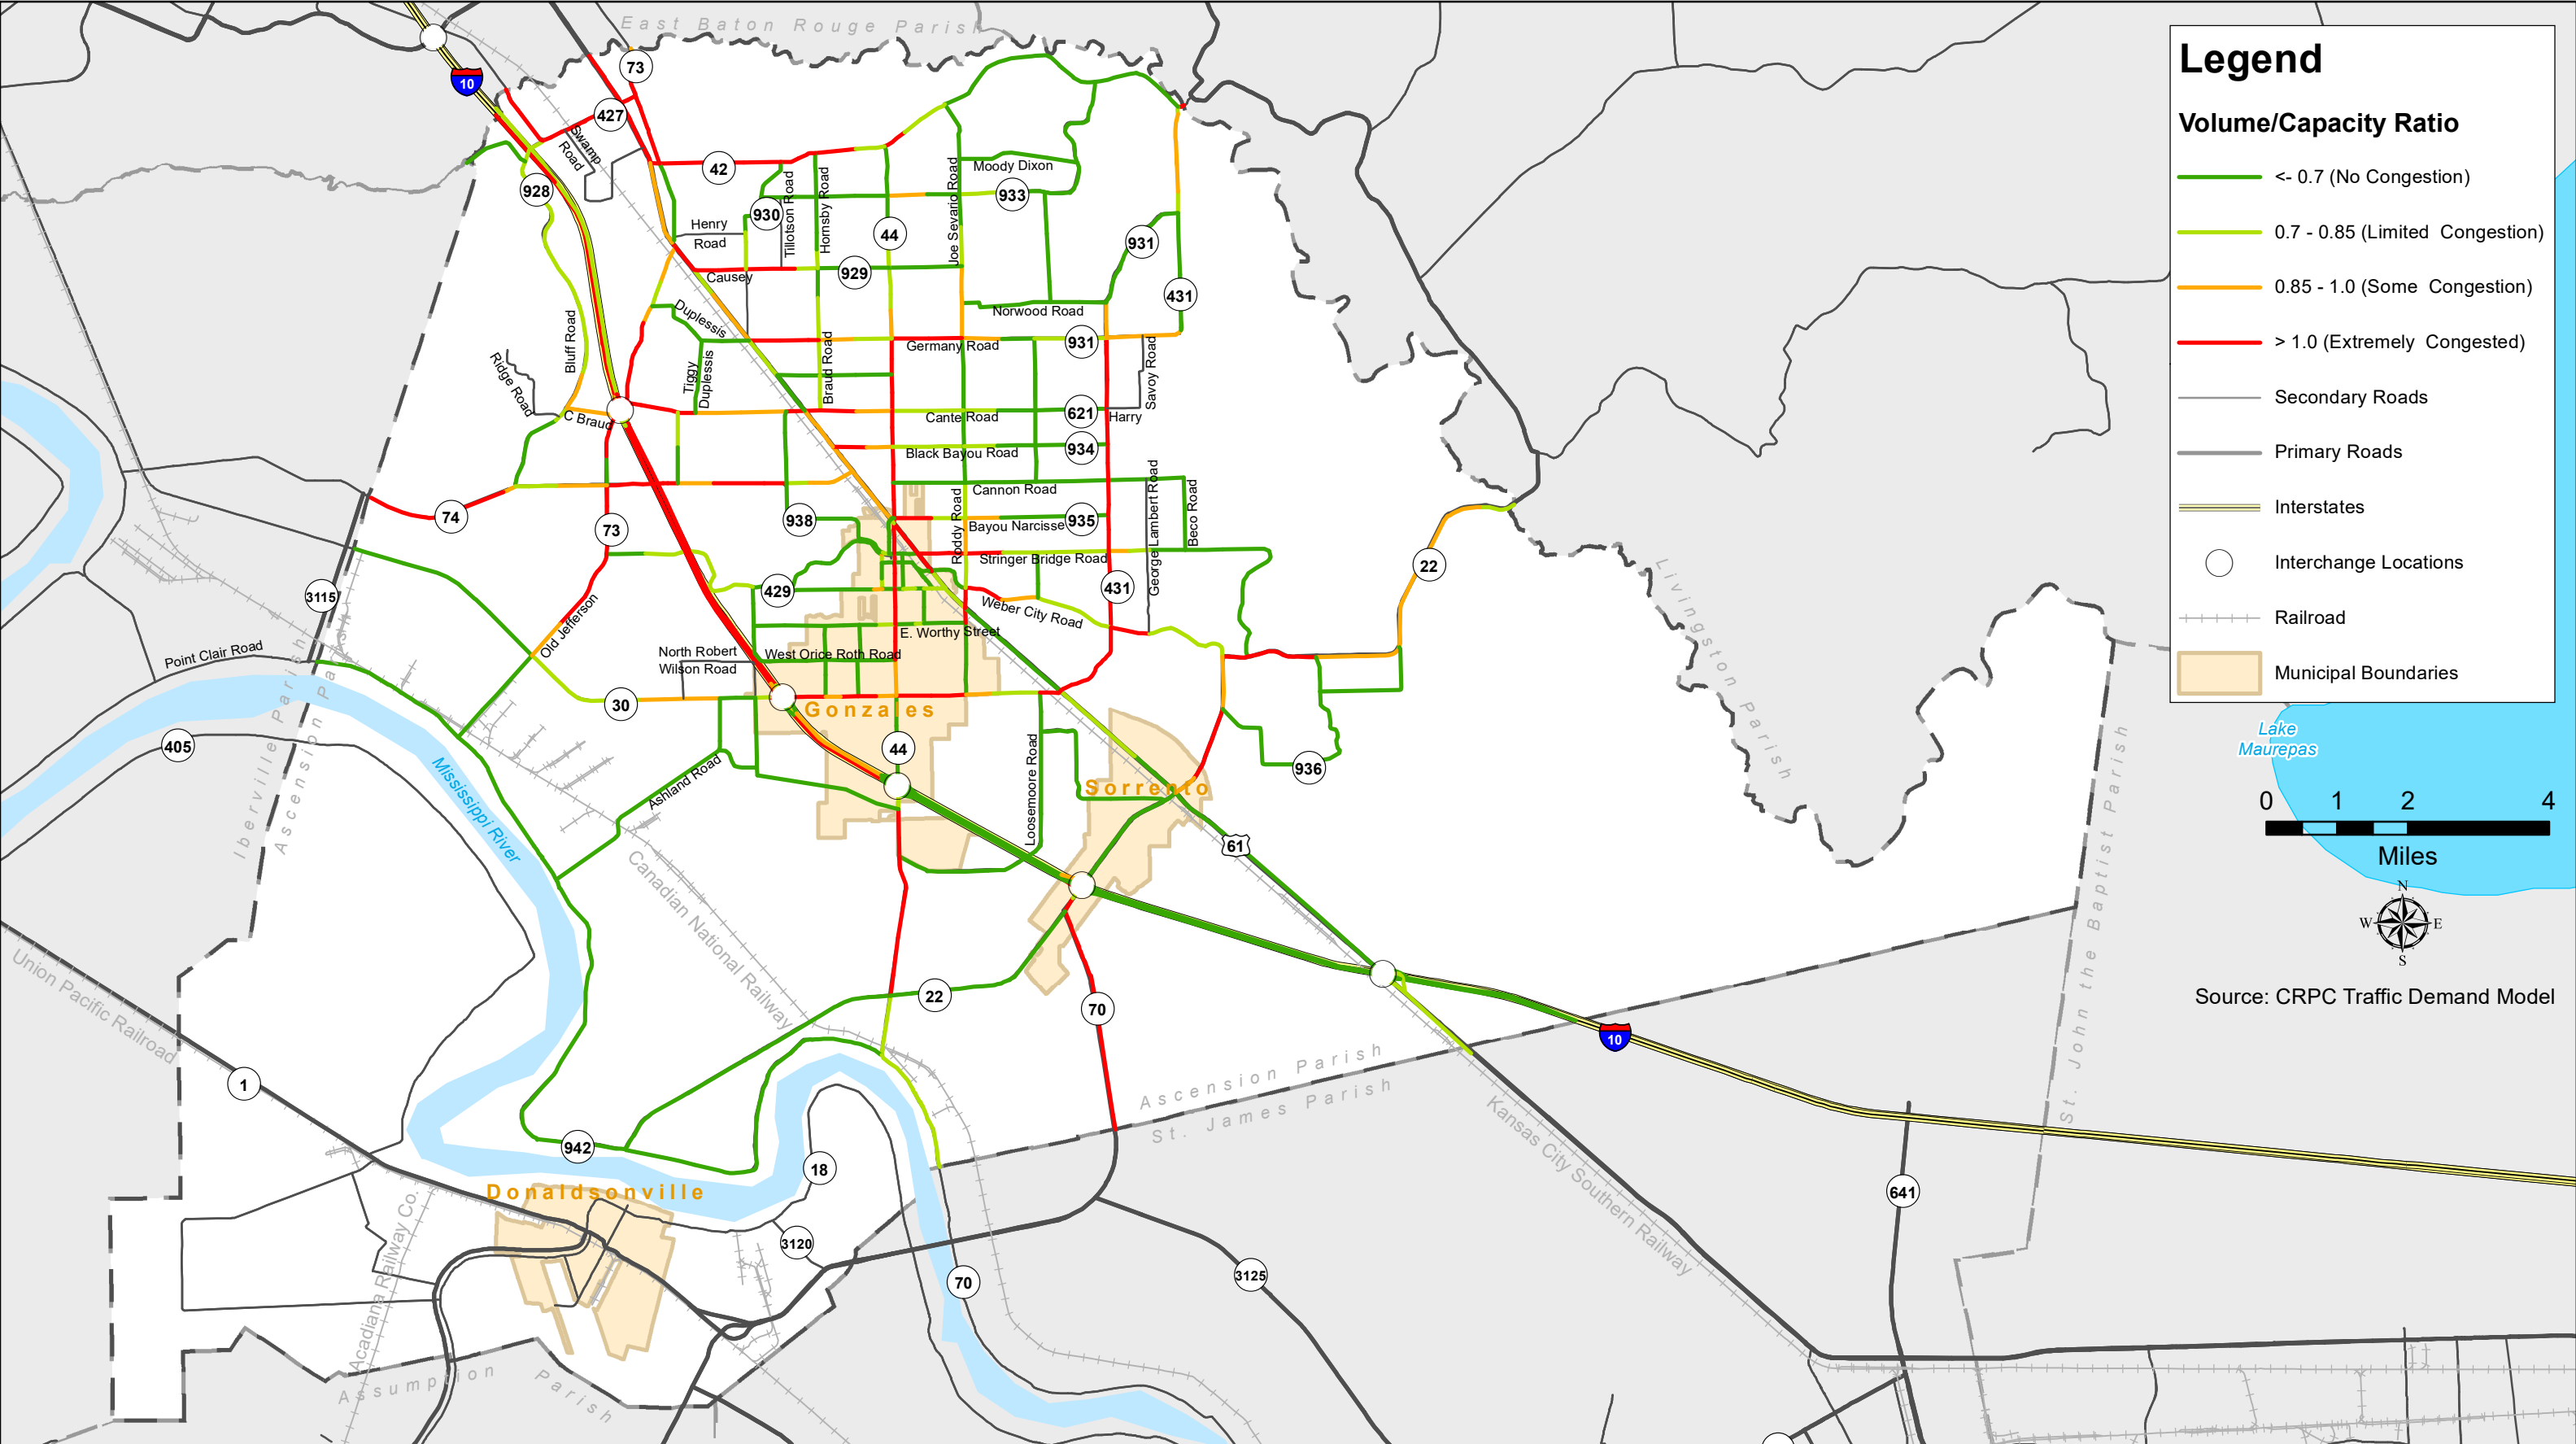 East Baton Rouge Parish
Legend
Volume/Capacity Ratio
<- 0.7 (No Congestion)
0.7 - 0.85 (Limited Congestion)
0.85 - 1.0 (Some Congestion)
> 1.0 (Extremely Congested)
Secondary Roads
Primary Roads
Interstates
Interchange Locations
Railroad
Municipal Boundaries
73
10
427
Swamp
Road
42
928
Moody Dixon
933
930
Tillotson Road
Hornsby Road
44
Joe Sevario Road
Henry
Road
931
929
Causey
431
Norwood Road
Duplessis
Bluff Road
Germany Road
931
Braud Road
Tiggy
Duplessis
Savoy Road
Ridge Road
C Braud
Cante Road
621
Harry
Black Bayou Road
934
Cannon Road
74
73
938
Roddy Road
Bayou Narcisse
935
George Lambert Road
Beco Road
Stringer Bridge Road
22
3115
429
431
Weber City Road
Old Jefferson
E. Worthy Street
West Orice Roth Road
North Robert
Wilson Road
Point Clair Road
30
Gonzales
405
44
Iberville Parish
Ascension Parish
Mississippi River
Ashland Road
Loosemoore Road
Sorrento
936
61
Livingston Parish
Lake
Maurepas
0 1 2 4
Miles
N
W E
S
Source: CRPC Traffic Demand Model
St. John the Baptist Parish
Canadian National Railway
Union Pacific Railroad
22
70
10
Ascension Parish
St. James Parish
1
942
18
Donaldsonville
3120
Acadiana Railway Co.
70
3125
641
Kansas City Southern Railway
Assumption Parish